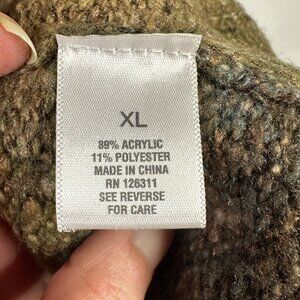 XL
89% ACRYLIC
11% POLYESTER
MADE IN CHINA
RN 126311
SEE REVERSE
FOR CARE